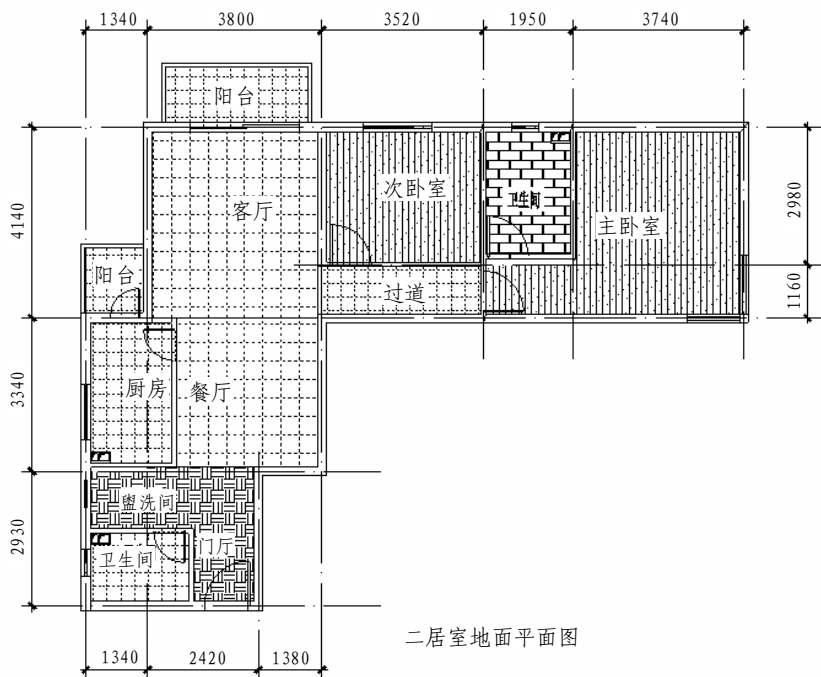 1340
3800
3520
1950
3740
阳台
次卧室
卫生间
客厅
主卧室
4140
2980
阳台
过道
1160
3340
厨房
餐厅
盥洗间
2930
门厅
卫生间
二居室地面平面图
1340
2420
1380